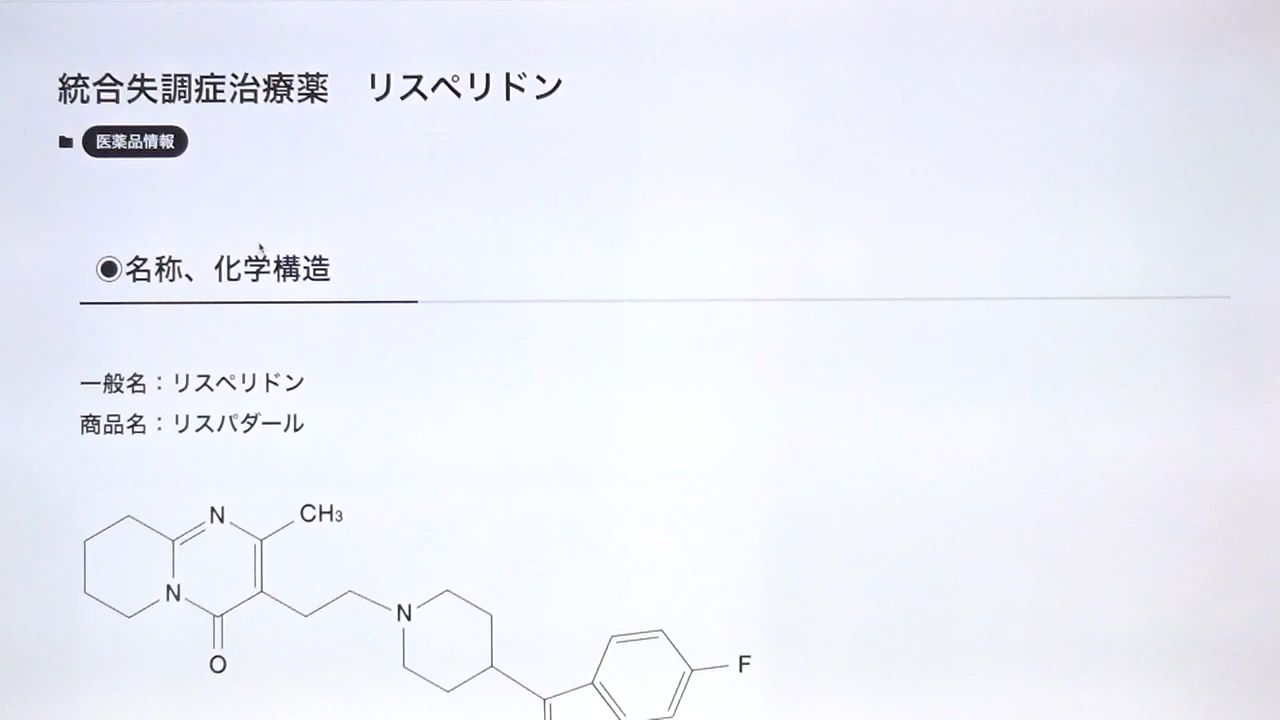 統合失調症治療薬　リスペリドン
医薬品情報
◉名称、化学構造
一般名：リスペリドン
商品名：リスパダール
N
CH₃
N
N
O
F